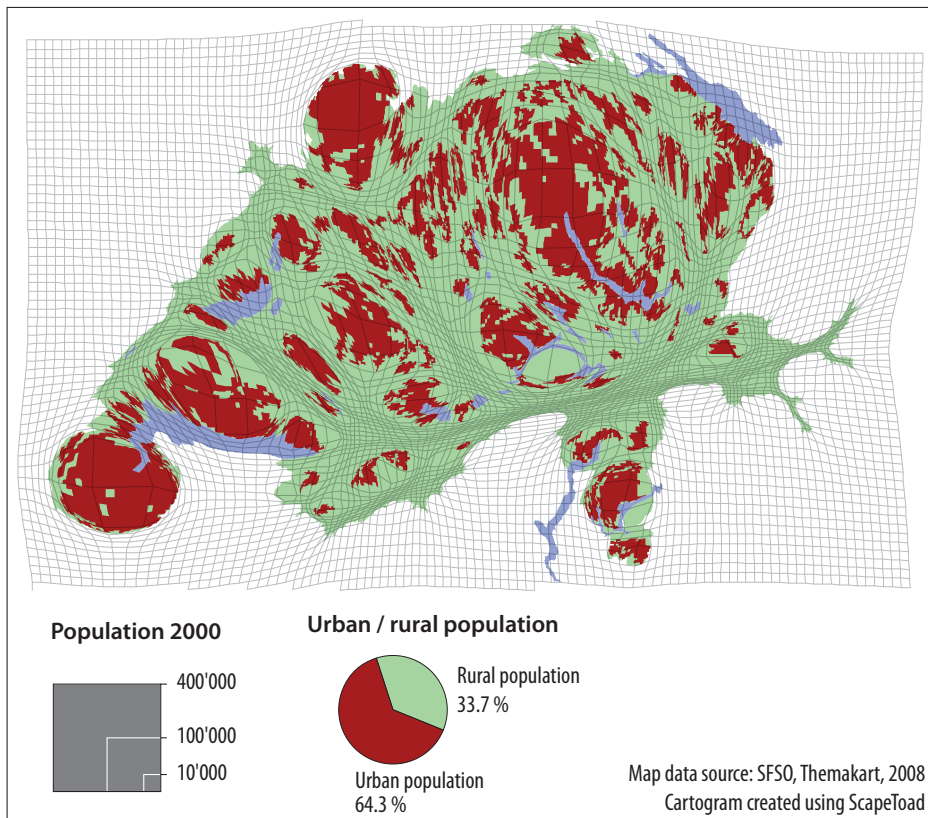 Population 2000
400'000
100'000
10'000
Urban / rural population
Rural population
33.7 %
Urban population
64.3 %
Map data source: SFSO, Themakart, 2008
Cartogram created using ScapeToad